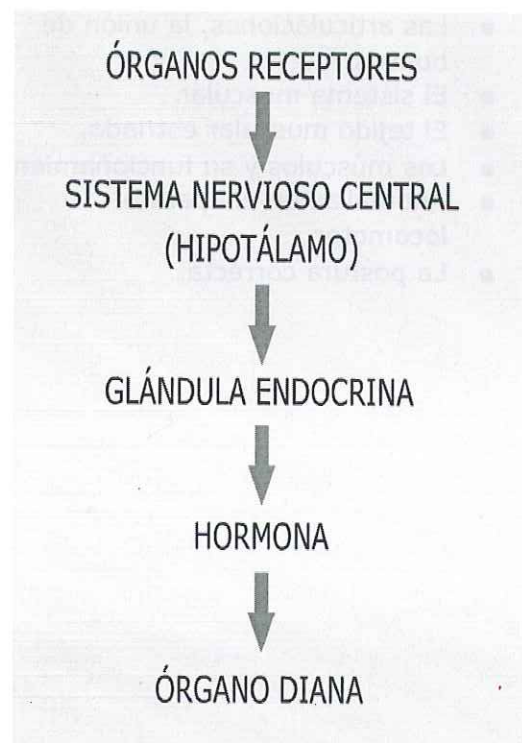 ÓRGANOS RECEPTORES
SISTEMA NERVIOSO CENTRAL
(HIPOTÁLAMO)
GLÁNDULA ENDOCRINA
HORMONA
ÓRGANO DIANA